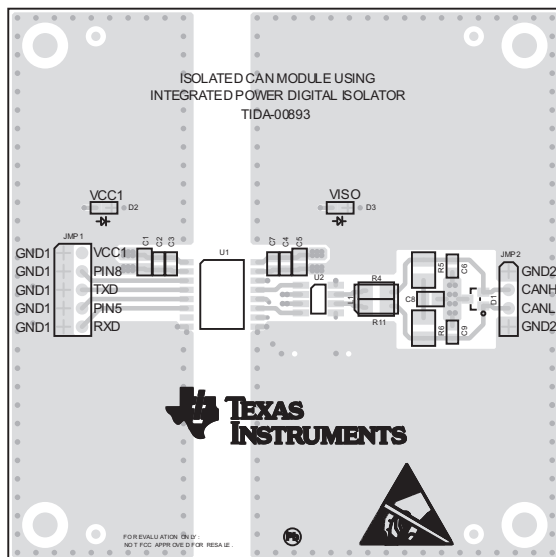 ISOLATED CAN MODULE USING
INTEGRATED POWER DIGITAL ISOLATOR
TIDA-00893
VCC1
D2
VISO
D3
JMP1
C1
C2
C3
U1
C7
C4
C5
U2
L1
R4
R11
C8
R5
C6
R6
C9
D1
JMP2
GND1 VCC1
GND1 PIN8
GND1 TXD
GND1 PIN5
GND1 RXD
GND2
CANH
CANL
GND2
TEXAS
INSTRUMENTS
FOR EVALUATION ONLY;
NOT FCC APPROVED FOR RESALE.
Pb